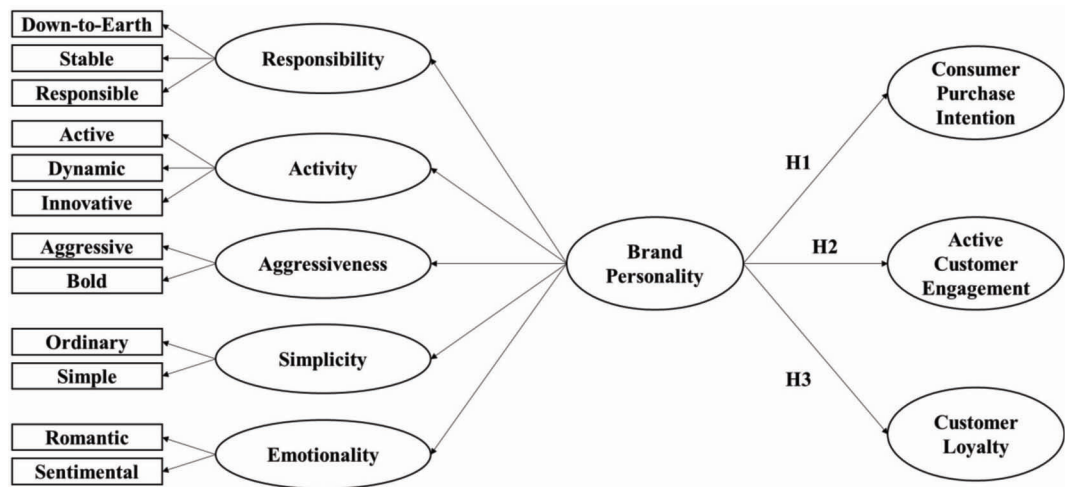 Down-to-Earth
Stable
Responsible
Responsibility
Active
Dynamic
Innovative
Activity
Aggressive
Bold
Aggressiveness
Ordinary
Simple
Simplicity
Romantic
Sentimental
Emotionality
Brand
Personality
H1
H2
H3
Consumer
Purchase
Intention
Active
Customer
Engagement
Customer
Loyalty